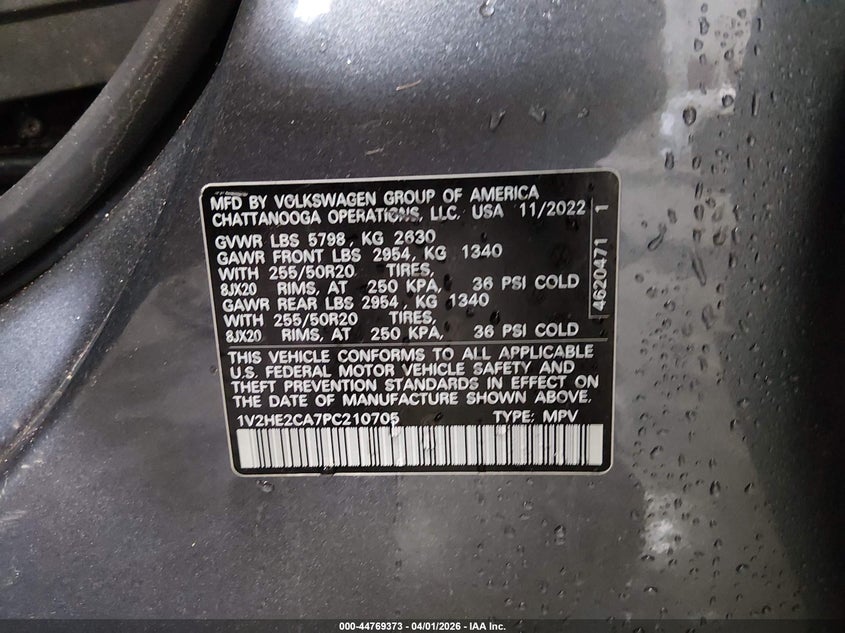 MFD BY VOLKSWAGEN GROUP OF AMERICA
CHATTANOOGA OPERATIONS, LLC. USA 11/2022
GVWR LBS 5798 , KG 2630
GAWR FRONT LBS 2954, KG 1340
WITH 255/50R20 TIRES,
8JX20 RIMS, AT 250 KPA, 36 PSI COLD
GAWR REAR LBS 2954 , KG 1340
WITH 255/50R20 TIRES,
8JX20 RIMS, AT 250 KPA, 36 PSI COLD
4620471 1
THIS VEHICLE CONFORMS TO ALL APPLICABLE
U.S. FEDERAL MOTOR VEHICLE SAFETY AND
THEFT PREVENTION STANDARDS IN EFFECT ON
THE DATE OF MANUFACTURE SHOWN ABOVE.
1V2HE2CA7PC210705 TYPE: MPV
000-44769373 - 04/01/2026 - IAA Inc.